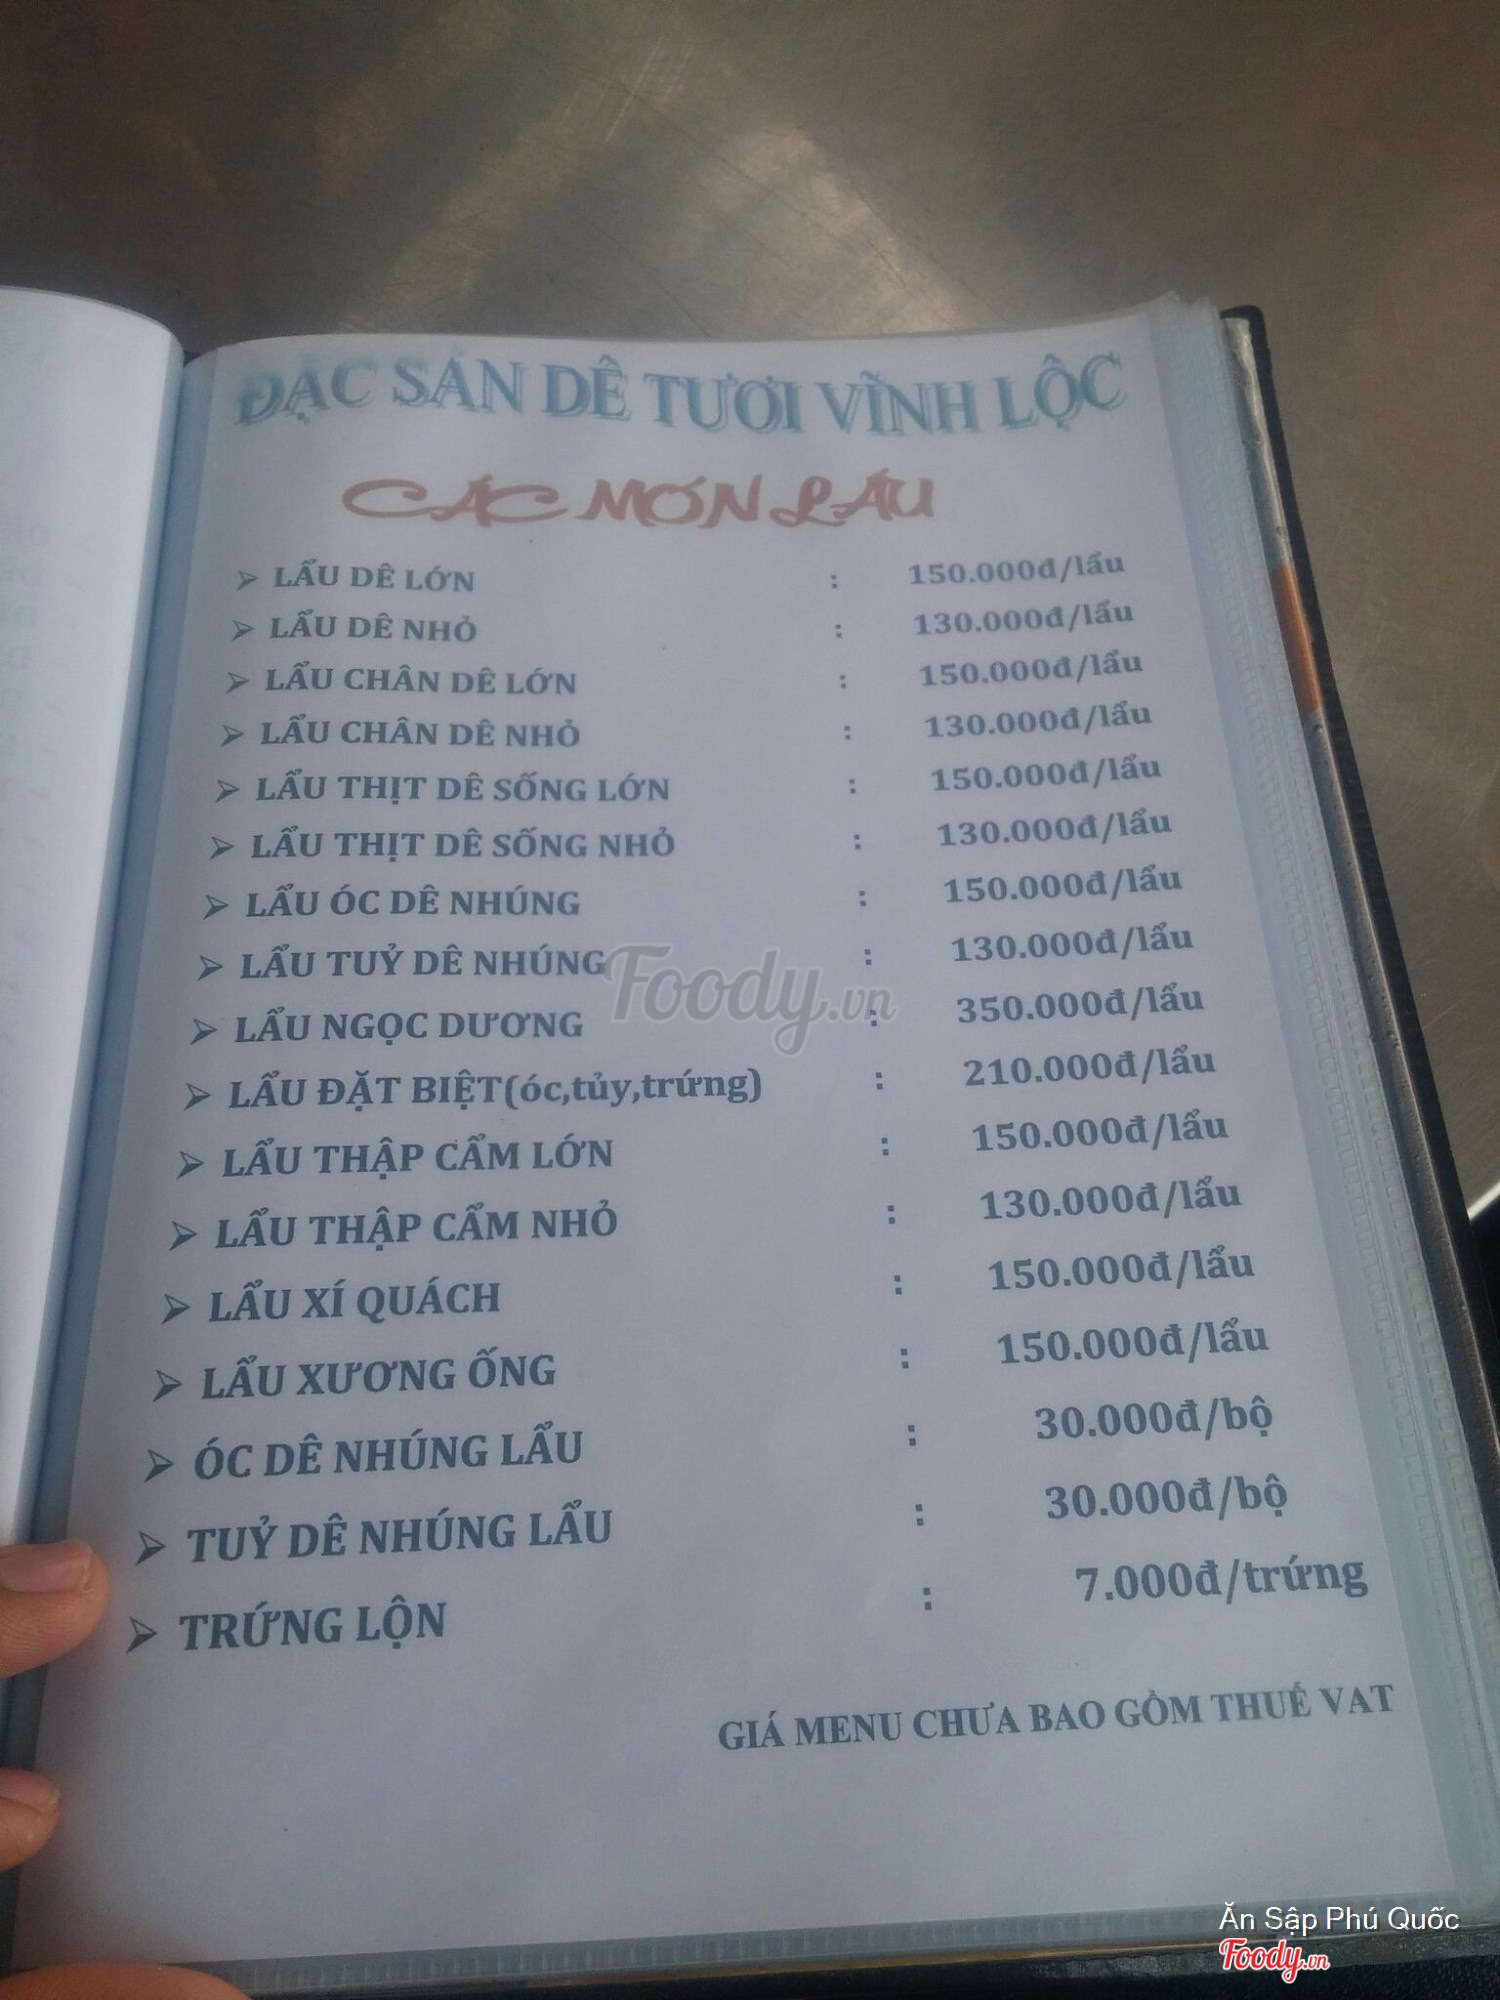 ĐẶC SẢN DÊ TƯƠI VĨNH LỘC
CÁC MÓN LẨU
➢ LẨU DÊ LỚN : 150.000đ/lẩu
➢ LẨU DÊ NHỎ : 130.000đ/lẩu
➢ LẨU CHÂN DÊ LỚN : 150.000đ/lẩu
➢ LẨU CHÂN DÊ NHỎ : 130.000đ/lẩu
➢ LẨU THỊT DÊ SỐNG LỚN : 150.000đ/lẩu
➢ LẨU THỊT DÊ SỐNG NHỎ : 130.000đ/lẩu
➢ LẨU ÓC DÊ NHÚNG : 150.000đ/lẩu
➢ LẨU TUỶ DÊ NHÚNG : 130.000đ/lẩu
➢ LẨU NGỌC DƯƠNG : 350.000đ/lẩu
➢ LẨU ĐẶT BIỆT(óc,tủy,trứng) : 210.000đ/lẩu
➢ LẨU THẬP CẨM LỚN : 150.000đ/lẩu
➢ LẨU THẬP CẨM NHỎ : 130.000đ/lẩu
➢ LẨU XÍ QUÁCH : 150.000đ/lẩu
➢ LẨU XƯƠNG ỐNG : 150.000đ/lẩu
➢ ÓC DÊ NHÚNG LẨU : 30.000đ/bộ
➢ TUỶ DÊ NHÚNG LẨU : 30.000đ/bộ
➢ TRỨNG LỘN : 7.000đ/trứng
GIÁ MENU CHƯA BAO GỒM THUẾ VAT
Foody.vn
Ăn Sập Phú Quốc
Foody.vn